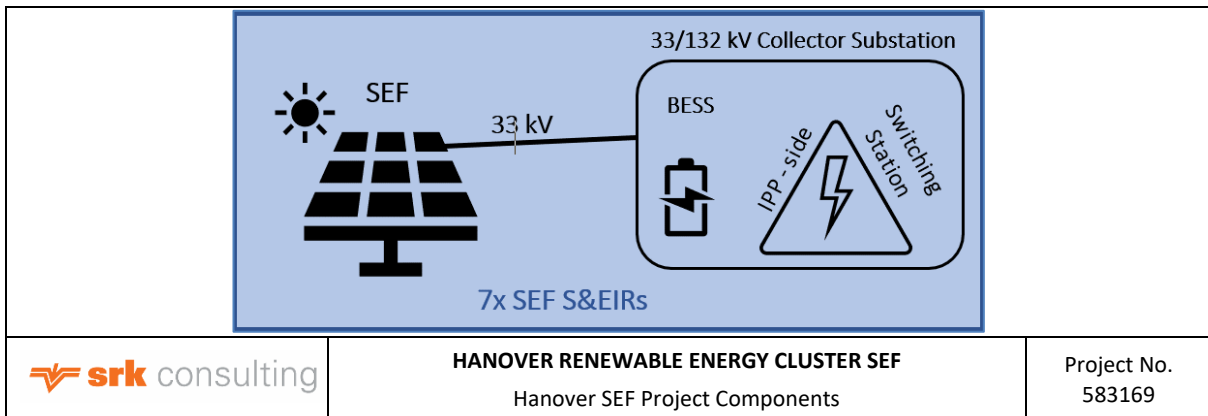 33/132 kV Collector Substation
SEF
BESS
33 kV
IPP - side
Switching
Station
7x SEF S&EIRs
srk consulting
HANOVER RENEWABLE ENERGY CLUSTER SEF
Hanover SEF Project Components
Project No.
583169